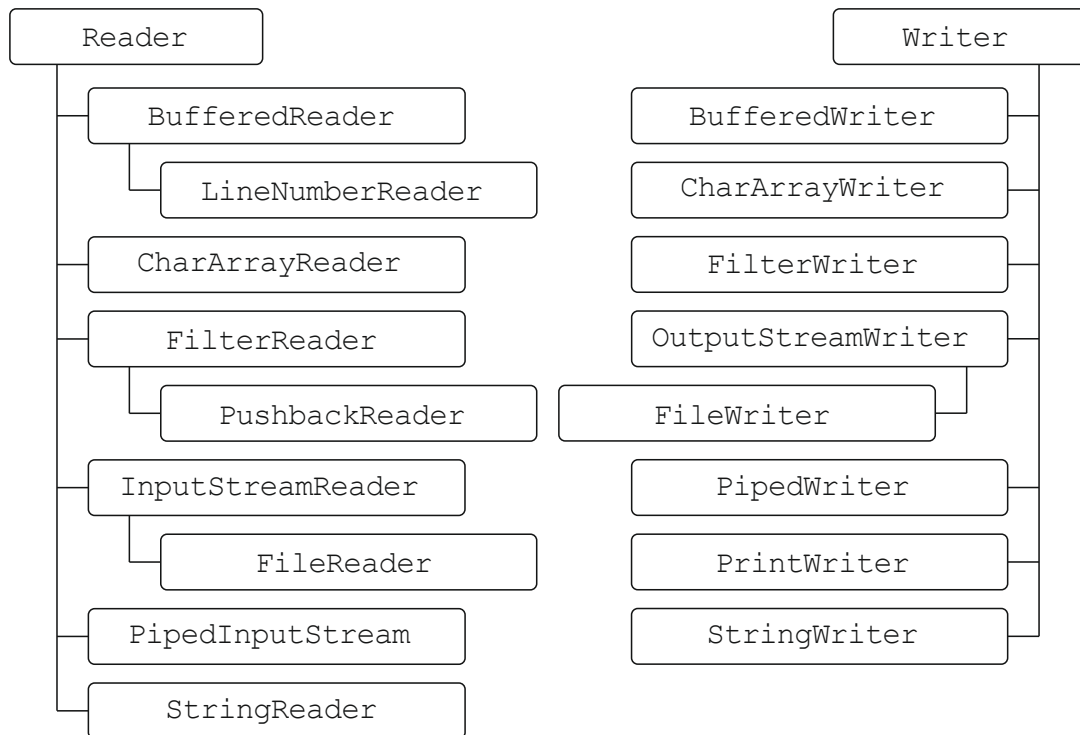 Reader
BufferedReader
LineNumberReader
CharArrayReader
FilterReader
PushbackReader
InputStreamReader
FileReader
PipedInputStream
StringReader
Writer
BufferedWriter
CharArrayWriter
FilterWriter
OutputStreamWriter
FileWriter
PipedWriter
PrintWriter
StringWriter